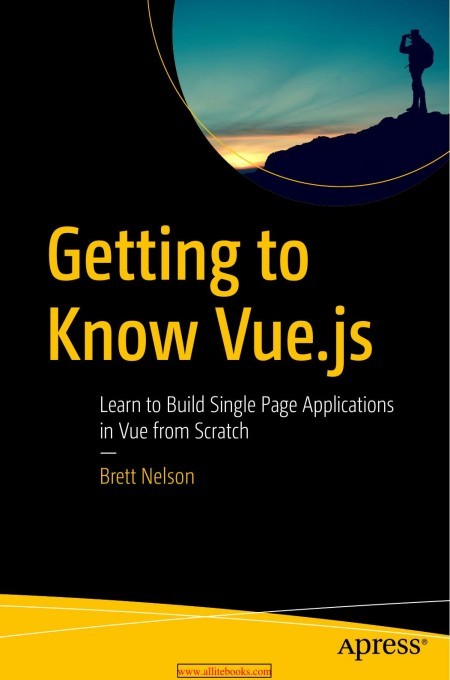 Getting to
Know Vue.js
Learn to Build Single Page Applications
in Vue from Scratch
—
Brett Nelson
Apress®
www.allitebooks.com